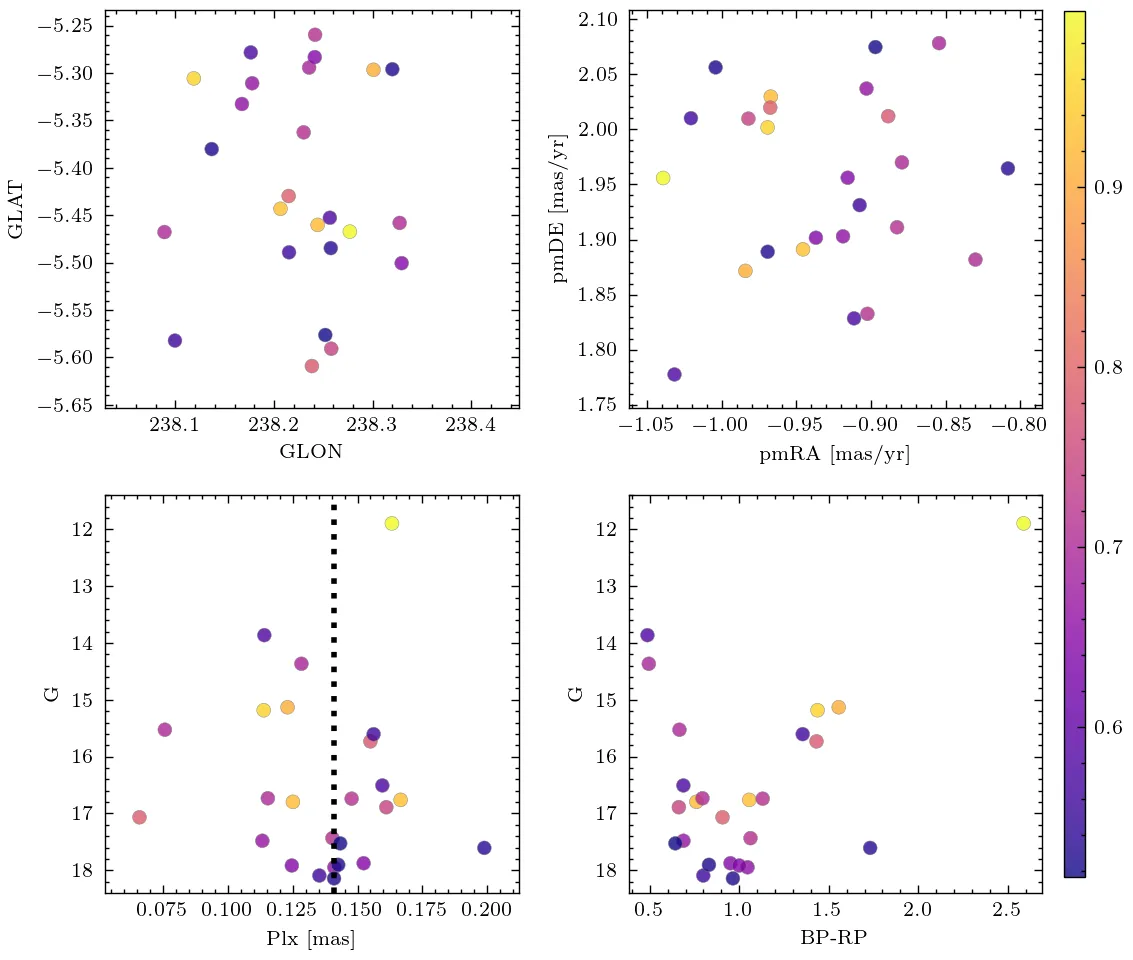 −5.25
−5.30
−5.35
−5.40
−5.45
−5.50
−5.55
−5.60
−5.65
GLAT
238.1 238.2 238.3 238.4
GLON
2.10
2.05
2.00
1.95
1.90
1.85
1.80
1.75
pmDE [mas/yr]
−1.05 −1.00 −0.95 −0.90 −0.85 −0.80
pmRA [mas/yr]
0.9
0.8
0.7
0.6
12
13
14
15
16
17
18
G
0.075 0.100 0.125 0.150 0.175 0.200
Plx [mas]
12
13
14
15
16
17
18
G
0.5 1.0 1.5 2.0 2.5
BP-RP